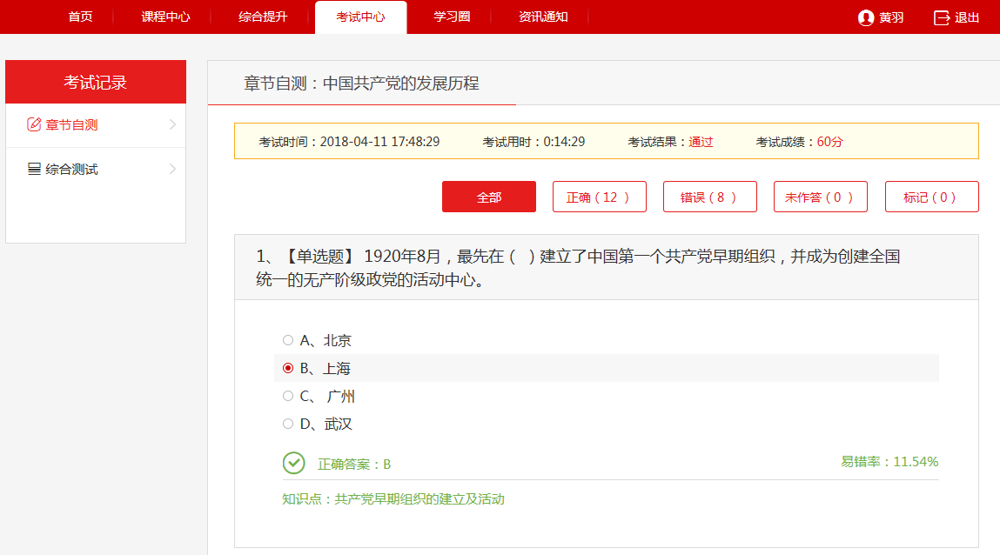 首页 课程中心 综合提升 考试中心 学习圈 资讯通知 黄羽 退出
考试记录
章节自测
综合测试
章节自测：中国共产党的发展历程
考试时间：2018-04-11 17:48:29 考试用时：0:14:29 考试结果：通过 考试成绩：60分
全部 正确（12 ） 错误（8 ） 未作答（0 ） 标记（0 ）
1、【单选题】 1920年8月，最先在（ ）建立了中国第一个共产党早期组织，并成为创建全国
统一的无产阶级政党的活动中心。
A、北京
B、上海
C、 广州
D、武汉
正确答案：B 易错率：11.54%
知识点：共产党早期组织的建立及活动